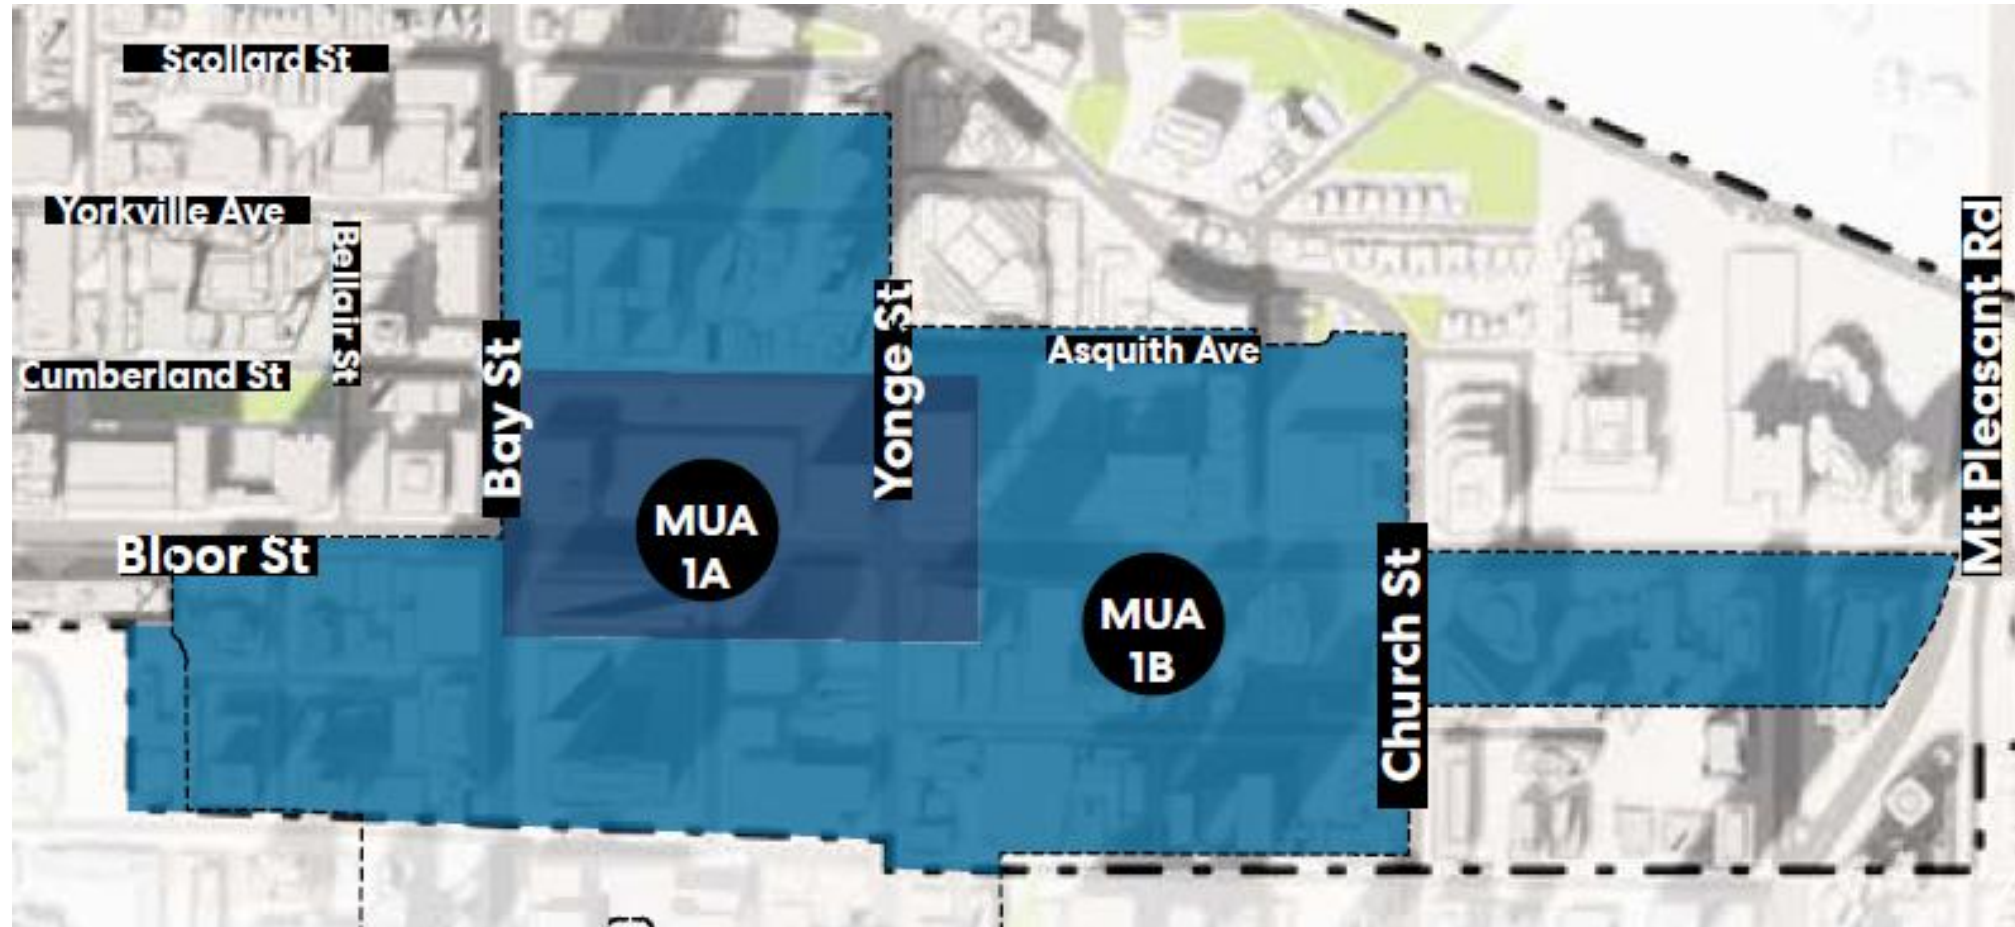 Scollard St
Yorkville Ave
Bellair St
Cumberland St
Bay St
Yonge St
Asquith Ave
Mt Pleasant Rd
Bloor St
MUA
1A
MUA
1B
Church St